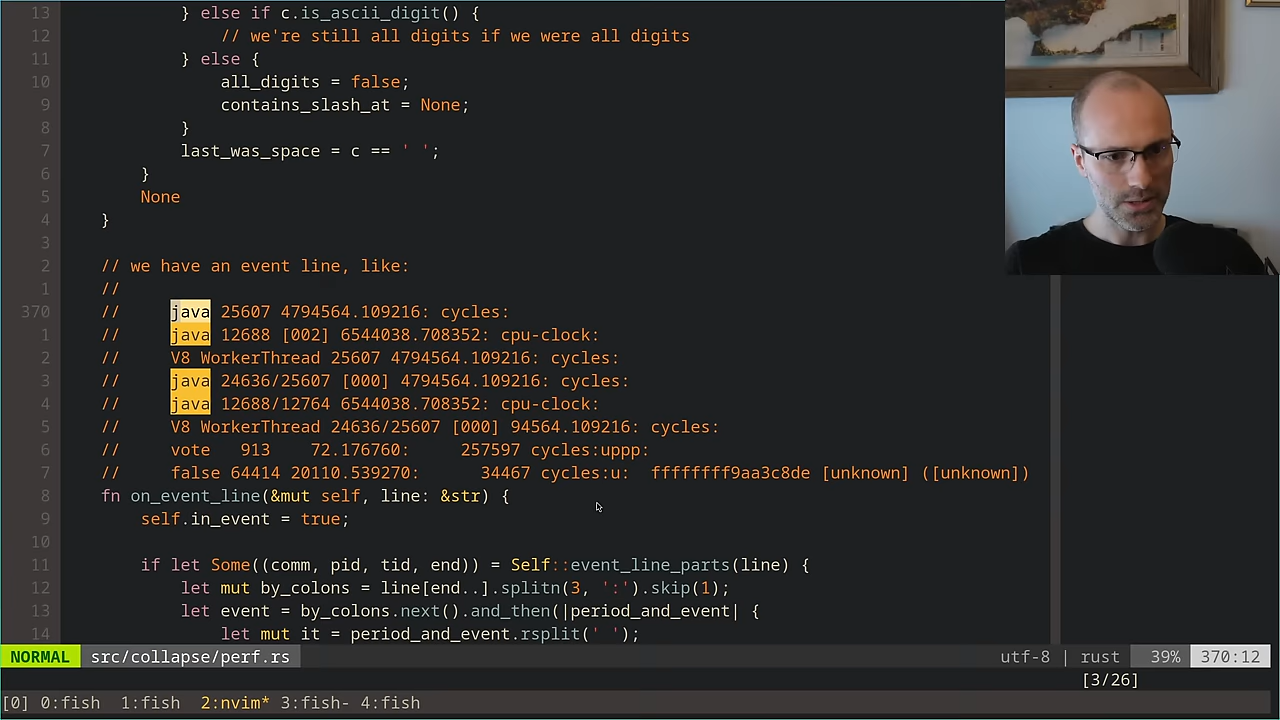 13 } else if c.is_ascii_digit() {
12 // we're still all digits if we were all digits
11 } else {
10 all_digits = false;
9 contains_slash_at = None;
8 }
7 last_was_space = c == ' ';
6 }
5 None
4 }
3
2 // we have an event line, like:
1 //
370 // java 25607 4794564.109216: cycles:
1 // java 12688 [002] 6544038.708352: cpu-clock:
2 // V8 WorkerThread 25607 4794564.109216: cycles:
3 // java 24636/25607 [000] 4794564.109216: cycles:
4 // java 12688/12764 6544038.708352: cpu-clock:
5 // V8 WorkerThread 24636/25607 [000] 94564.109216: cycles:
6 // vote 913 72.176760: 257597 cycles:uppp:
7 // false 64414 20110.539270: 34467 cycles:u: ffffffff9aa3c8de [unknown] ([unknown])
8 fn on_event_line(&mut self, line: &str) {
9 self.in_event = true;
10
11 if let Some((comm, pid, tid, end)) = Self::event_line_parts(line) {
12 let mut by_colons = line[end..].splitn(3, ':').skip(1);
13 let event = by_colons.next().and_then(|period_and_event| {
14 let mut it = period_and_event.rsplit(' ');
NORMAL src/collapse/perf.rs utf-8 | rust 39% 370:12
[3/26]
[0] 0:fish 1:fish 2:nvim* 3:fish- 4:fish